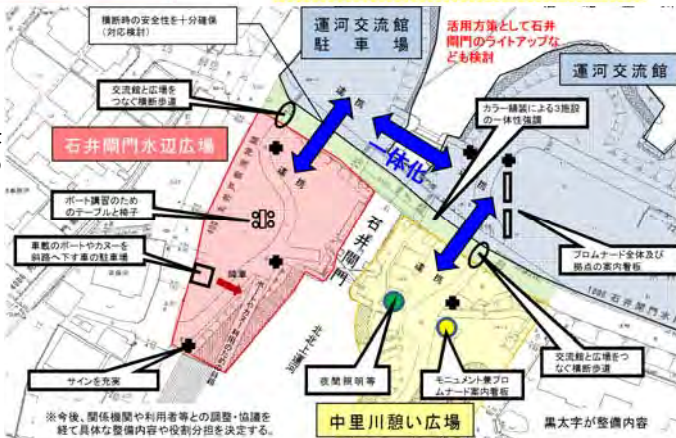 横断時の安全性を十分確保
(対応検討)
運河交流館
駐車場
活用方策として石井
閘門のライトアップな
ども検討
運河交流館
交流館と広場を
つなぐ横断歩道
カラー舗装による3施設
の一体性強調
石井閘門水辺広場
一体化
ボート講習のため
のテーブルと椅子
石井閘門
車載のボートやカヌーを
斜路へ下す車の駐車場
プロムナード全体及び
拠点の案内看板
サインを充実
夜間照明等
モニュメント兼プロ
ムナード案内看板
交流館と広場をつ
なぐ横断歩道
※今後、関係機関や利用者等との調整・協議を
経て具体な整備内容や役割分担を決定する。
中里川憩い広場
黒太字が整備内容